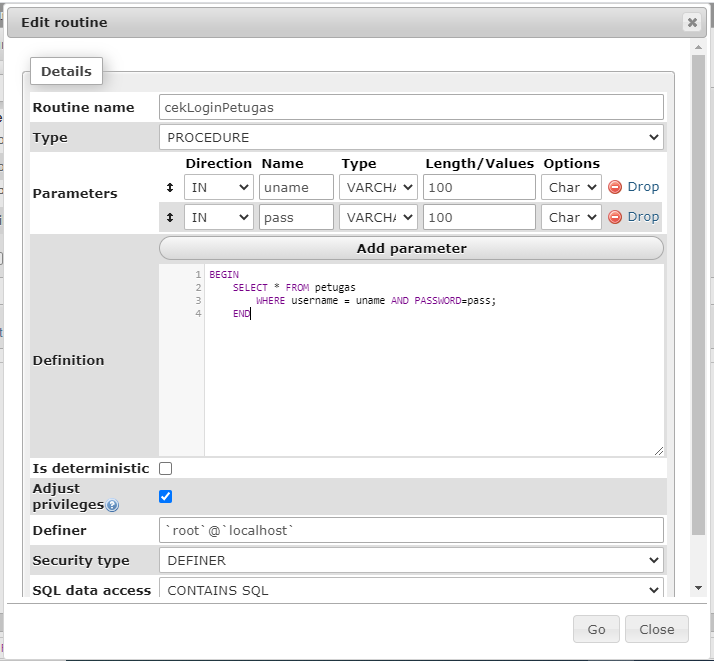 Edit routine
Details
Routine name cekLoginPetugas
Type PROCEDURE
Direction Name Type Length/Values Options
Parameters
IN uname VARCHA 100 Char Drop
IN pass VARCHA 100 Char Drop
Add parameter
Definition
1 BEGIN
2 SELECT * FROM petugas
3 WHERE username = uname AND PASSWORD=pass;
4 END
Is deterministic
Adjust
privileges
Definer `root`@`localhost`
Security type DEFINER
SQL data access CONTAINS SQL
Go Close